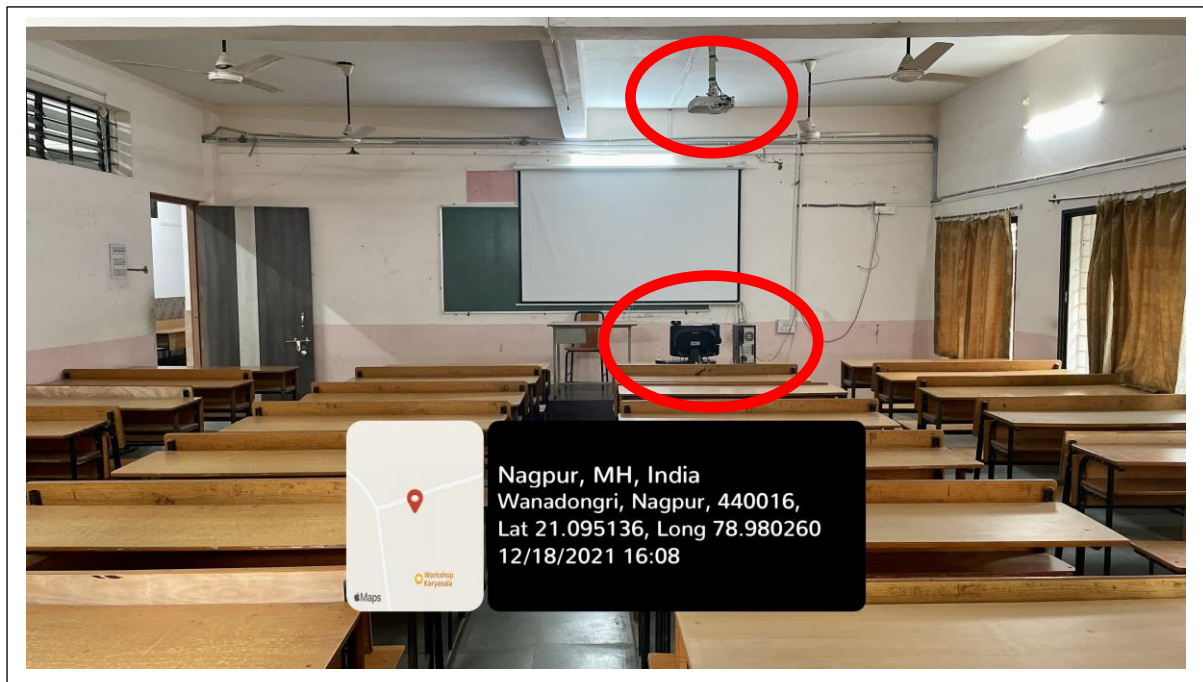 Nagpur, MH, India
Wanadongri, Nagpur, 440016,
Lat 21.095136, Long 78.980260
12/18/2021 16:08
Workshop
Karyasala
Maps